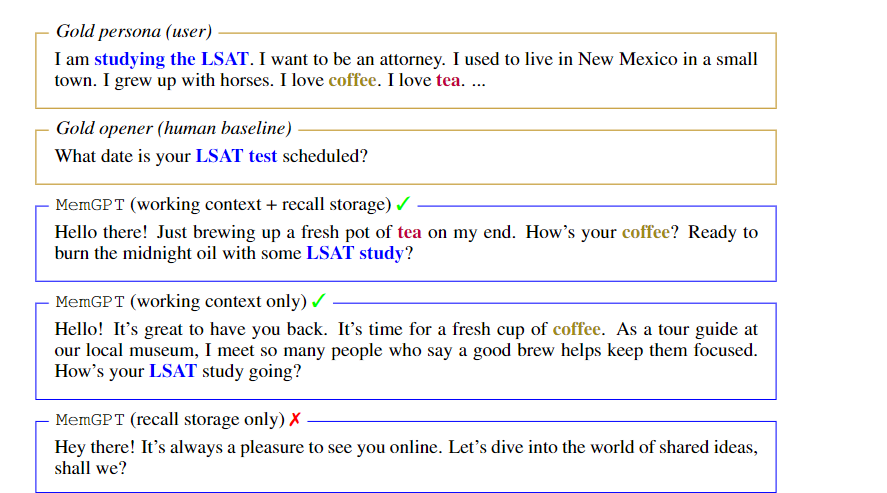 Gold persona (user)
I am studying the LSAT. I want to be an attorney. I used to live in New Mexico in a small
town. I grew up with horses. I love coffee. I love tea. ...
Gold opener (human baseline)
What date is your LSAT test scheduled?
MemGPT (working context + recall storage) ✓
Hello there! Just brewing up a fresh pot of tea on my end. How's your coffee? Ready to
burn the midnight oil with some LSAT study?
MemGPT (working context only) ✓
Hello! It's great to have you back. It's time for a fresh cup of coffee. As a tour guide at
our local museum, I meet so many people who say a good brew helps keep them focused.
How's your LSAT study going?
MemGPT (recall storage only) ✗
Hey there! It's always a pleasure to see you online. Let's dive into the world of shared ideas,
shall we?